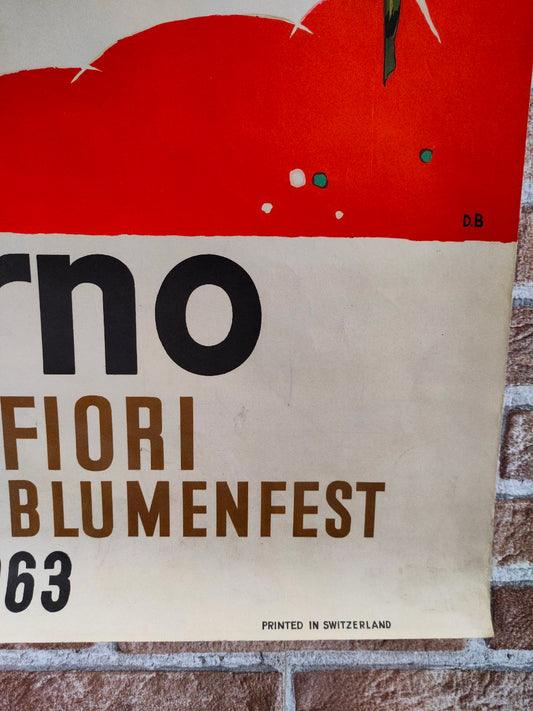 D.B
rno
FIORI
BLUMENFEST
963
PRINTED IN SWITZERLAND